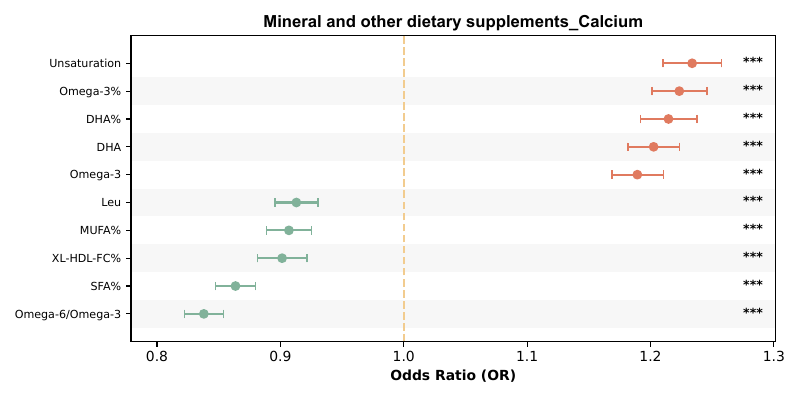 Mineral and other dietary supplements_Calcium
Unsaturation ***
Omega-3% ***
DHA% ***
DHA ***
Omega-3 ***
Leu ***
MUFA% ***
XL-HDL-FC% ***
SFA% ***
Omega-6/Omega-3 ***
0.8 0.9 1.0 1.1 1.2 1.3
Odds Ratio (OR)